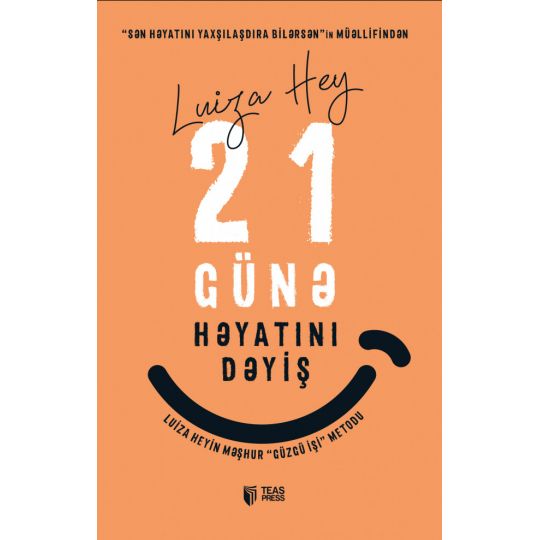 “SƏN HƏYATINI YAXŞILAŞDIRA BİLƏRSƏN”İN MÜƏLLİFİNDƏN
Luiza Hey
21
GÜNƏ
HƏYATINI
DƏYİŞ
LUİZA HEYİN MƏŞHUR “GÜZGÜ İŞİ” METODU
TEAS
PRESS